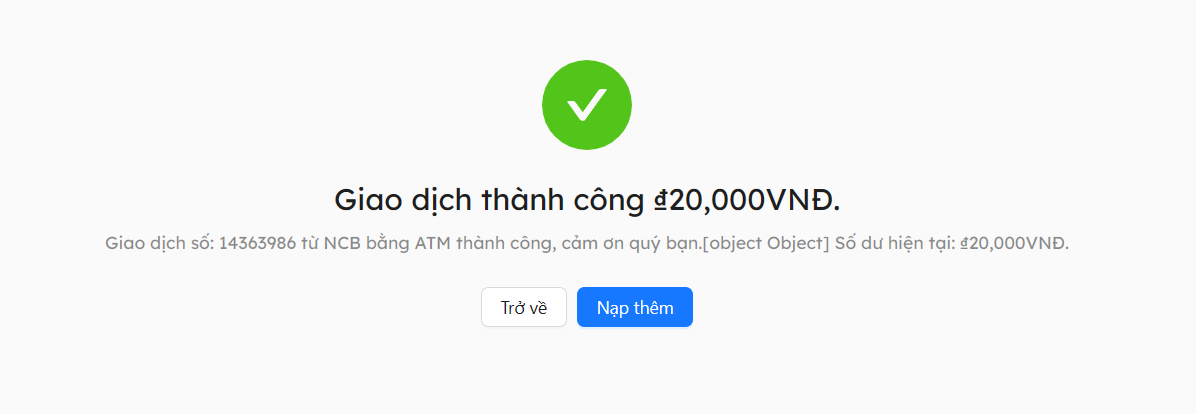 Giao dịch thành công ₫20,000VNĐ.
Giao dịch số: 14363986 từ NCB bằng ATM thành công, cảm ơn quý bạn.[object Object] Số dư hiện tại: ₫20,000VNĐ.
Trở về
Nạp thêm